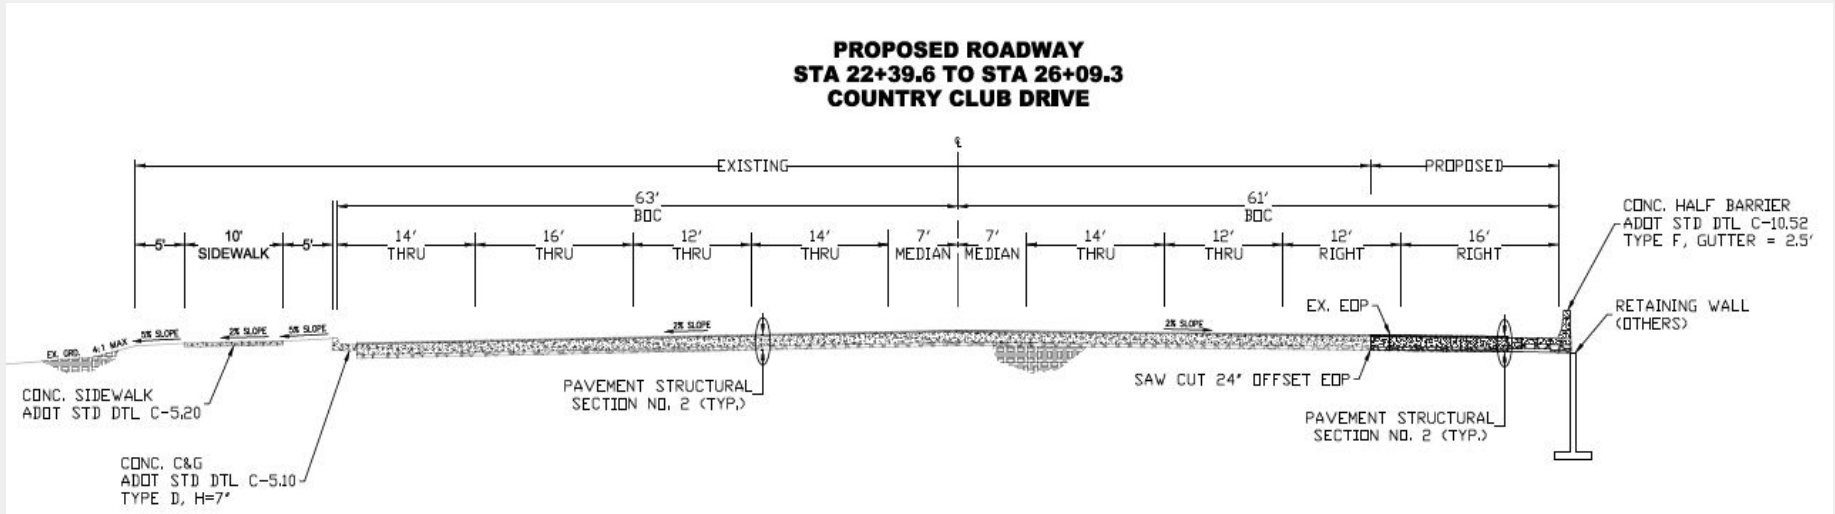 PROPOSED ROADWAY
STA 22+39.6 TO STA 26+09.3
COUNTRY CLUB DRIVE
℄
EXISTING
PROPOSED
63'
BOC
61'
BOC
5'
10'
SIDEWALK
5'
14'
THRU
16'
THRU
12'
THRU
14'
THRU
7'
MEDIAN
7'
MEDIAN
14'
THRU
12'
THRU
12'
RIGHT
16'
RIGHT
CONC. HALF BARRIER
ADOT STD DTL C-10.52
TYPE F, GUTTER = 2.5'
EX. EOP
RETAINING WALL
(OTHERS)
EX. GRD.
4:1 MAX
5% SLOPE
2% SLOPE
5% SLOPE
2% SLOPE
2% SLOPE
CONC. SIDEWALK
ADOT STD DTL C-5.20
PAVEMENT STRUCTURAL
SECTION NO. 2 (TYP.)
SAW CUT 24" OFFSET EOP
PAVEMENT STRUCTURAL
SECTION NO. 2 (TYP.)
CONC. C&G
ADOT STD DTL C-5.10
TYPE D, H=7"